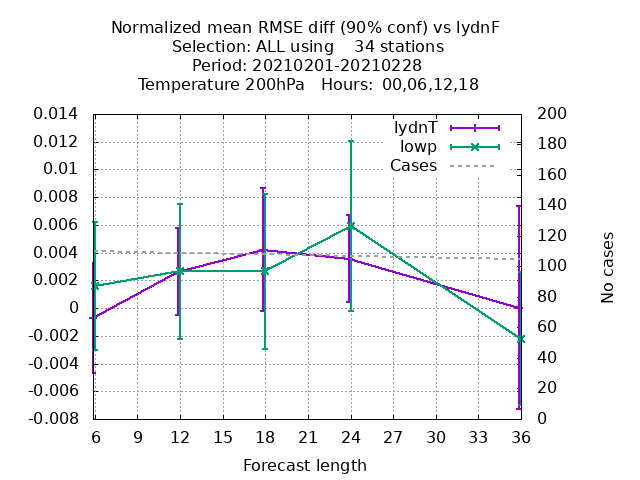 Normalized mean RMSE diff (90% conf) vs lydnF
Selection: ALL using    34 stations
Period: 20210201-20210228
Temperature 200hPa   Hours: 00,06,12,18
lydnT
lowp
Cases
0.014
0.012
0.01
0.008
0.006
0.004
0.002
0
-0.002
-0.004
-0.006
-0.008
200
180
160
140
120
100
80
60
40
20
0
No cases
6 9 12 15 18 21 24 27 30 33 36
Forecast length